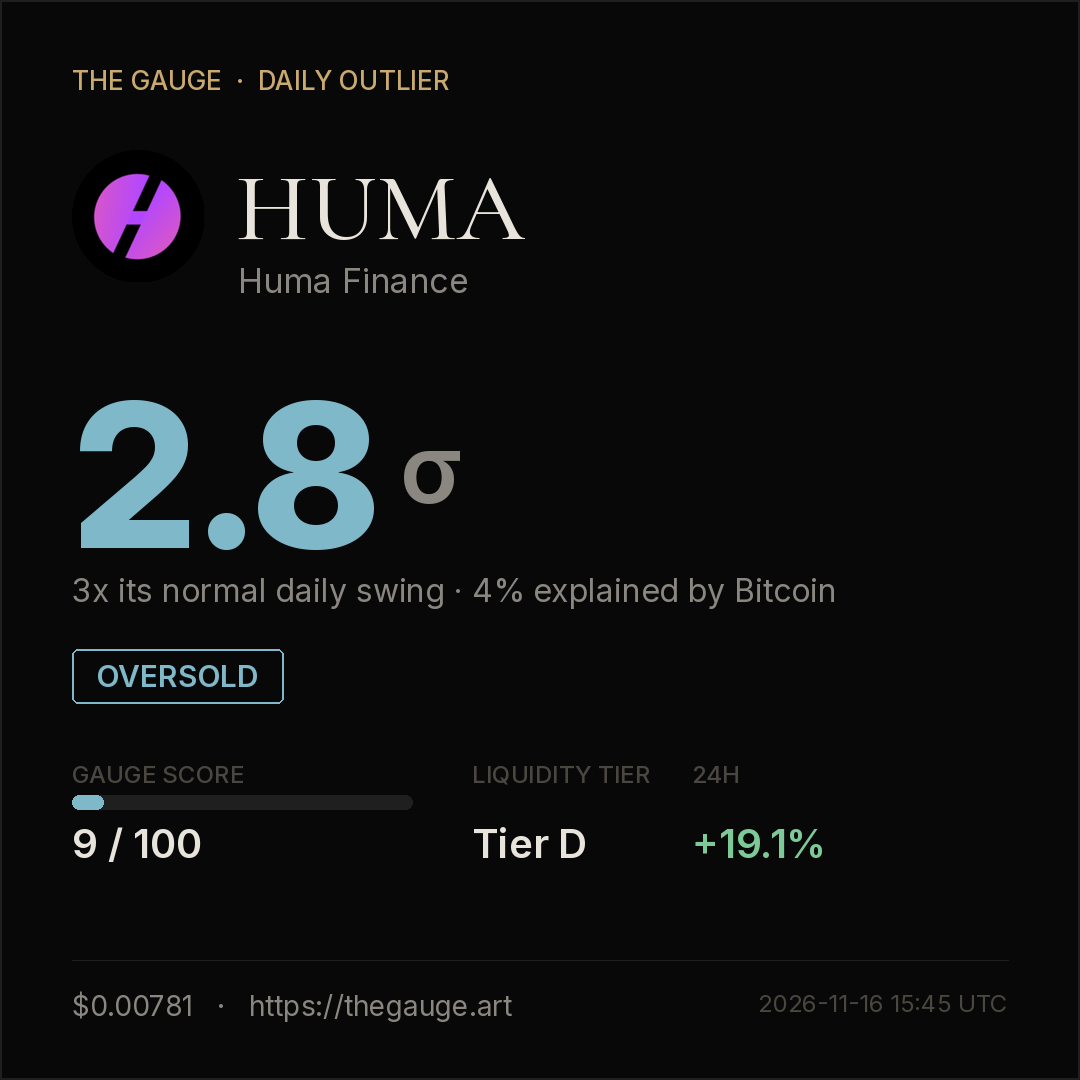 THE GAUGE · DAILY OUTLIER
HUMA
Huma Finance
2.8 σ
3x its normal daily swing · 4% explained by Bitcoin
OVERSOLD
GAUGE SCORE LIQUIDITY TIER 24H
9 / 100 Tier D +19.1%
$0.00781 · https://thegauge.art 2026-11-16 15:45 UTC